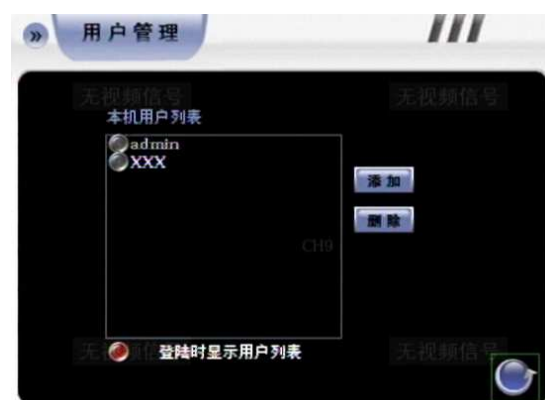 » 用户管理
无视频信号 无视频信号
本机用户列表
admin
XXX
添加
删除
CH9
无视频信号
登陆时显示用户列表